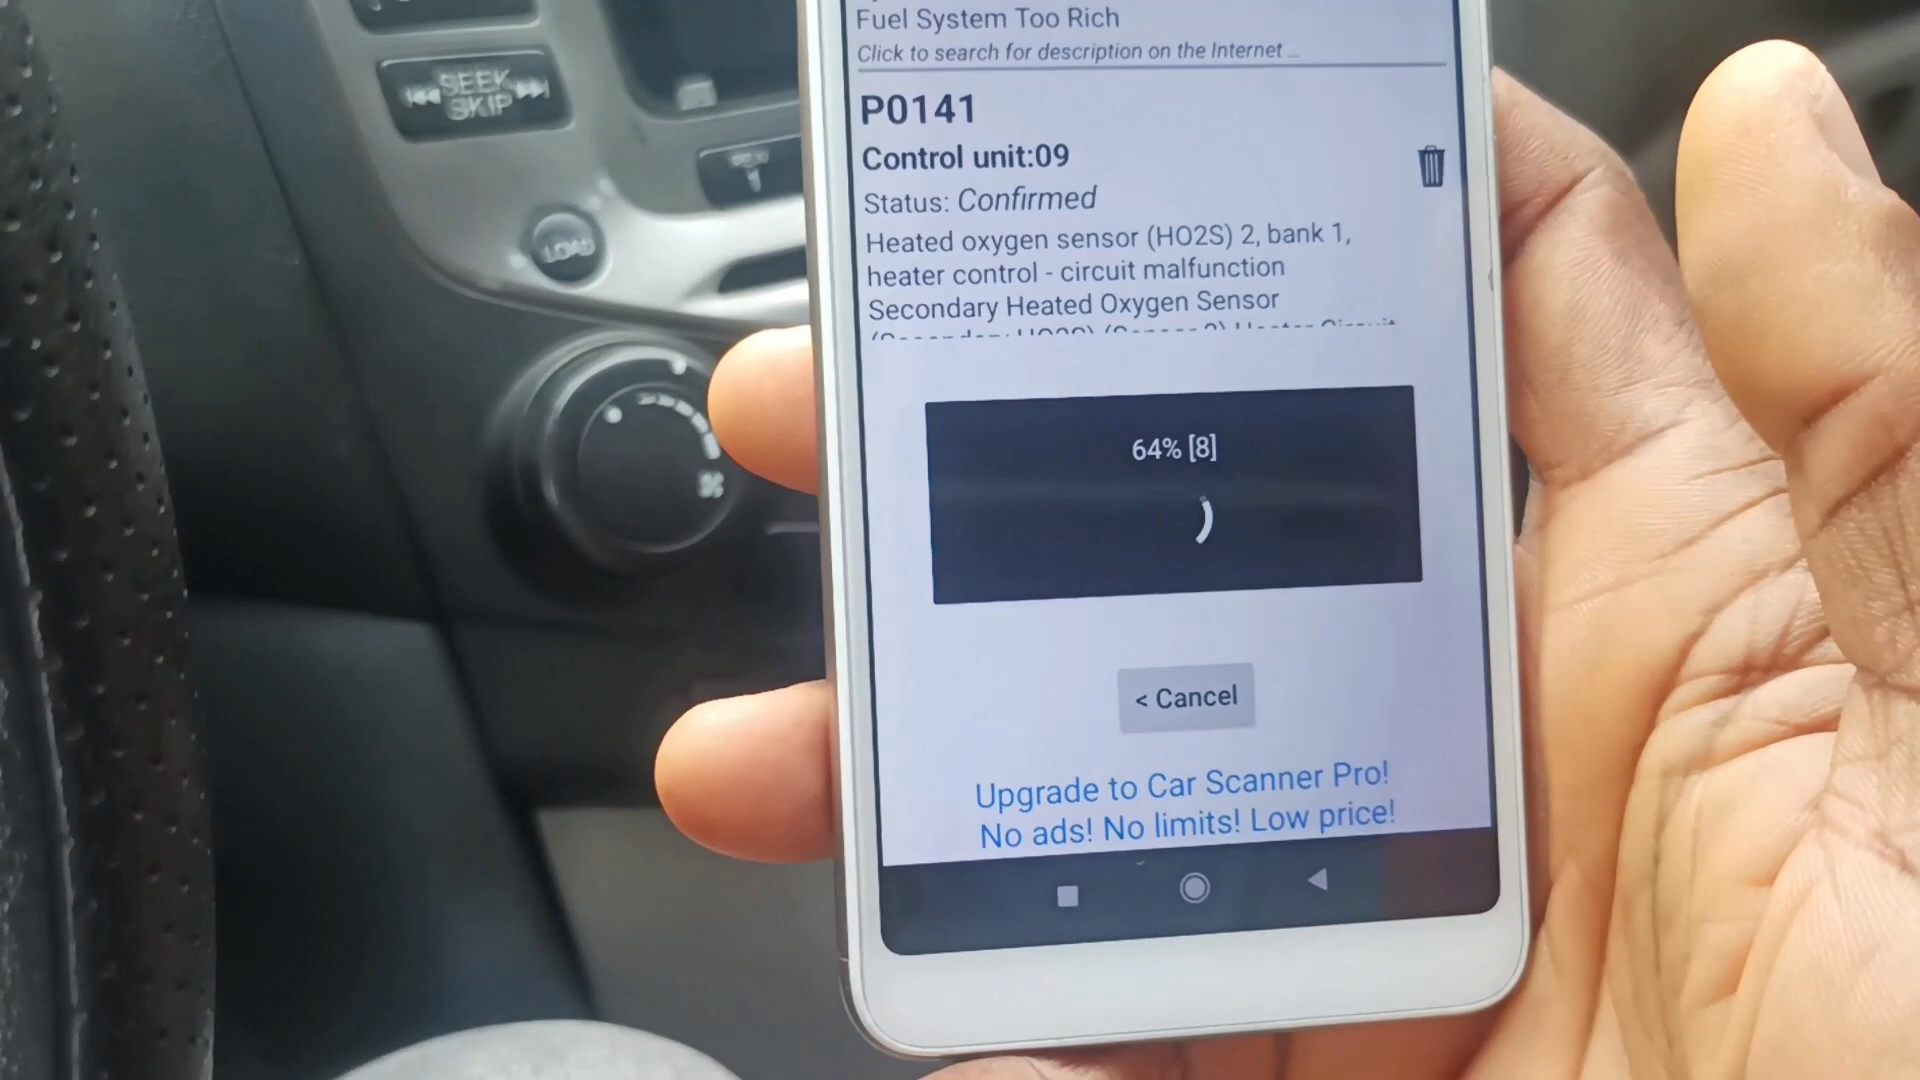 SEEK
SKIP
LOAD
Fuel System Too Rich
Click to search for description on the Internet ...
P0141
Control unit:09
Status: Confirmed
Heated oxygen sensor (HO2S) 2, bank 1,
heater control - circuit malfunction
Secondary Heated Oxygen Sensor
64% [8]
< Cancel
Upgrade to Car Scanner Pro!
No ads! No limits! Low price!